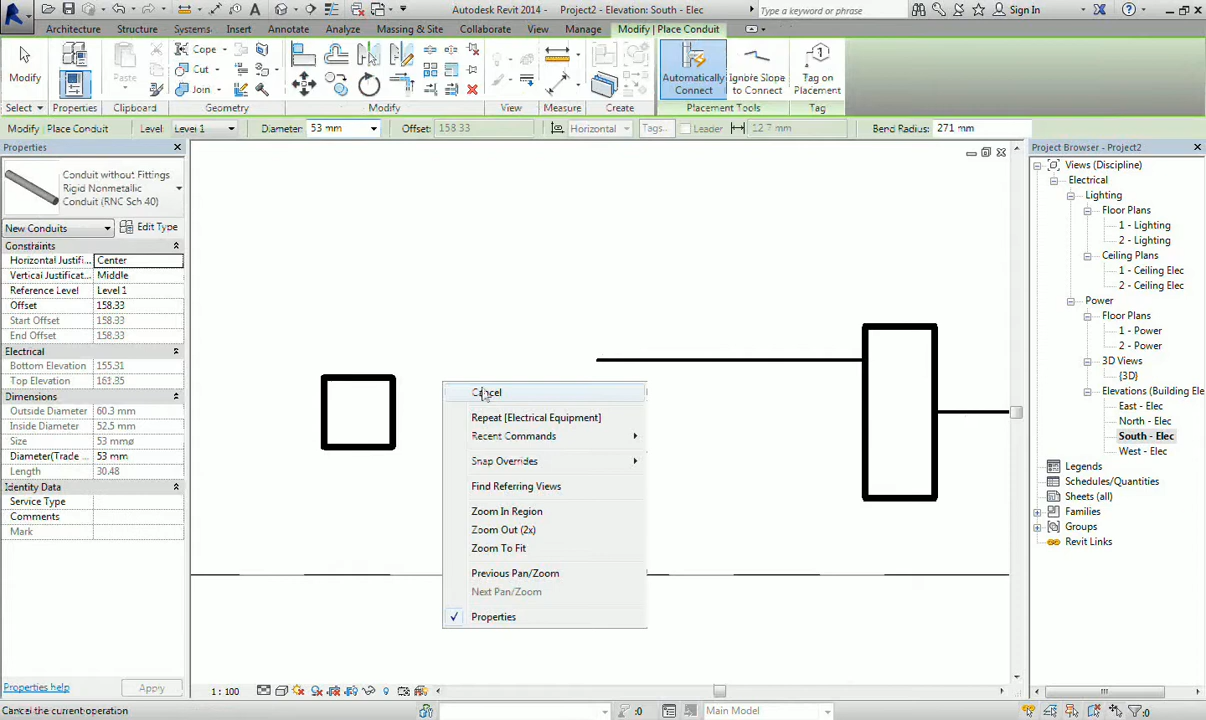 Autodesk Revit 2014 - Project2 - Elevation: South - Elec
Type a keyword or phrase
Sign In
Architecture
Structure
Systems
Insert
Annotate
Analyze
Massing & Site
Collaborate
View
Manage
Modify | Place Conduit
Modify
Paste
Cope
Cut
Join
Automatically Connect
Ignore Slope to Connect
Tag on Placement
Select
Properties
Clipboard
Geometry
Modify
View
Measure
Create
Placement Tools
Tag
Modify | Place Conduit
Level:
Level 1
Diameter:
53 mm
Offset:
158.33
Horizontal
Tags...
Leader
12.7 mm
Bend Radius:
271 mm
Properties
Conduit without Fittings
Rigid Nonmetallic
Conduit (RNC Sch 40)
New Conduits
Edit Type
Constraints
Horizontal Justifi... Center
Vertical Justificat... Middle
Reference Level Level 1
Offset 158.33
Start Offset 158.33
End Offset 158.33
Electrical
Bottom Elevation 155.31
Top Elevation 161.35
Dimensions
Outside Diameter 60.3 mm
Inside Diameter 52.5 mm
Size 53 mmø
Diameter(Trade ... 53 mm
Length 30.48
Identity Data
Service Type
Comments
Mark
Properties help
Apply
Cancel
Repeat [Electrical Equipment]
Recent Commands
Snap Overrides
Find Referring Views
Zoom In Region
Zoom Out (2x)
Zoom To Fit
Previous Pan/Zoom
Next Pan/Zoom
Properties
Project Browser - Project2
Views (Discipline)
Electrical
Lighting
Floor Plans
1 - Lighting
2 - Lighting
Ceiling Plans
1 - Ceiling Elec
2 - Ceiling Elec
Power
Floor Plans
1 - Power
2 - Power
3D Views
{3D}
Elevations (Building Ele
East - Elec
North - Elec
South - Elec
West - Elec
Legends
Schedules/Quantities
Sheets (all)
Families
Groups
Revit Links
1 : 100
Cancel the current operation
:0
Main Model
:0